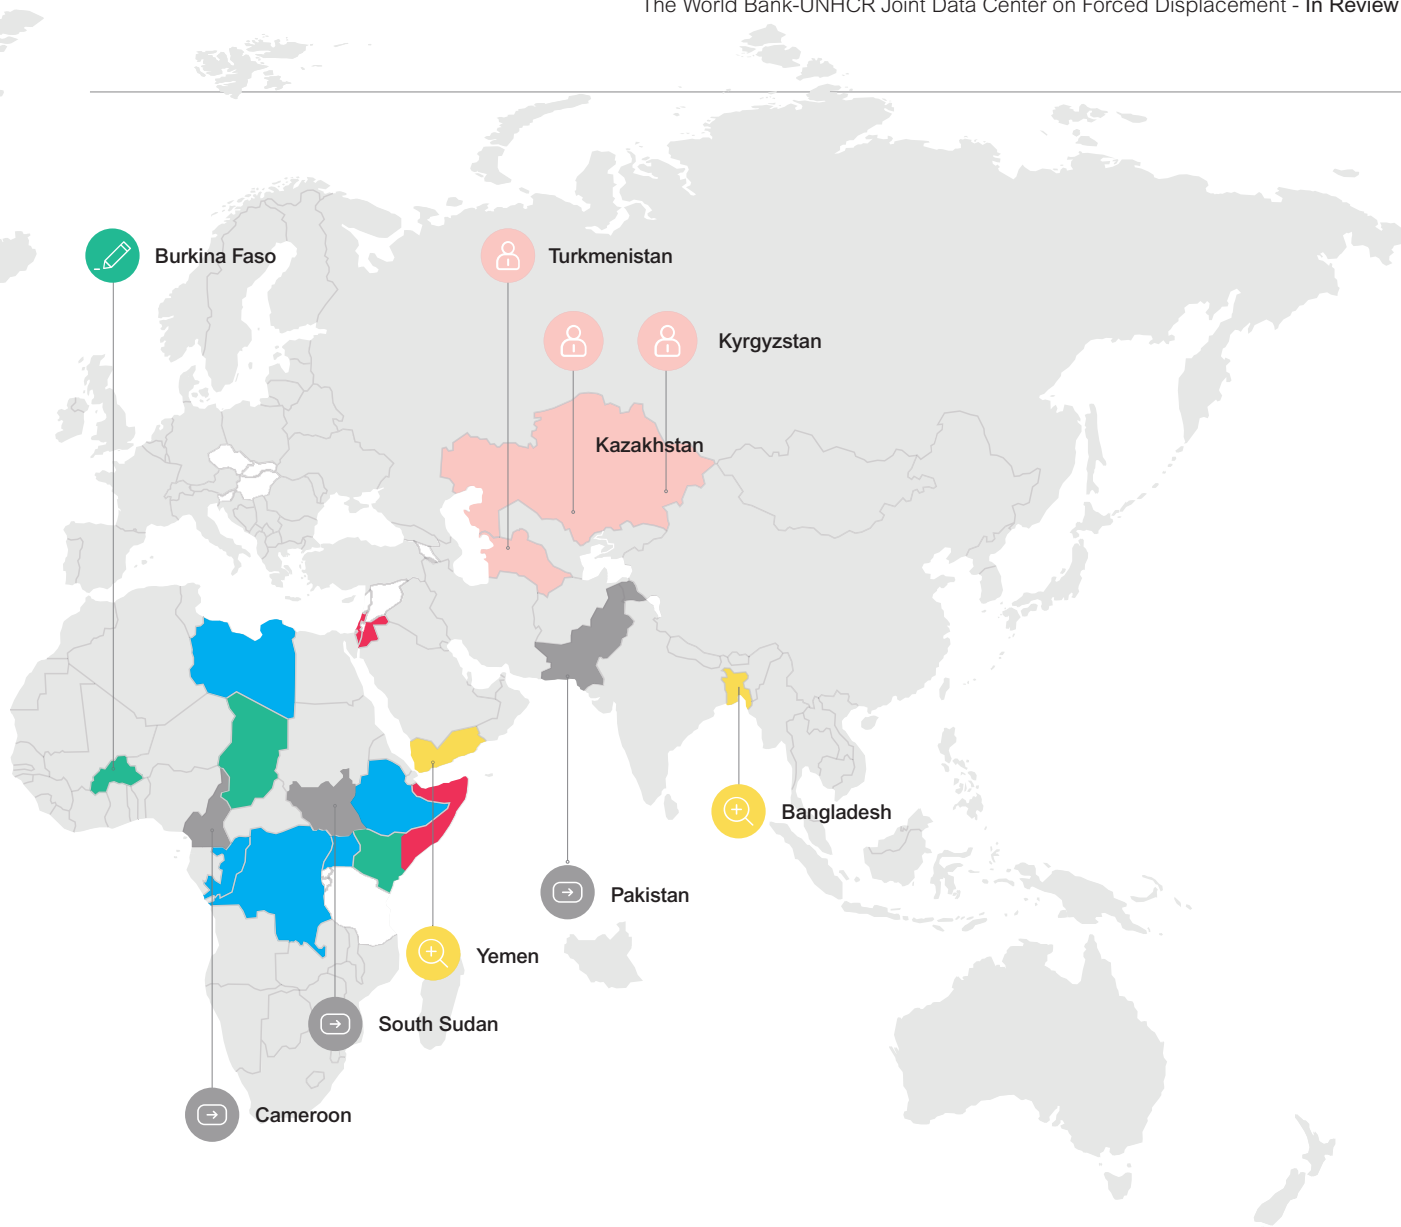 The World Bank-UNHCR Joint Data Center on Forced Displacement - In Review
Burkina Faso
Turkmenistan
Kyrgyzstan
Kazakhstan
Bangladesh
Pakistan
Yemen
South Sudan
Cameroon